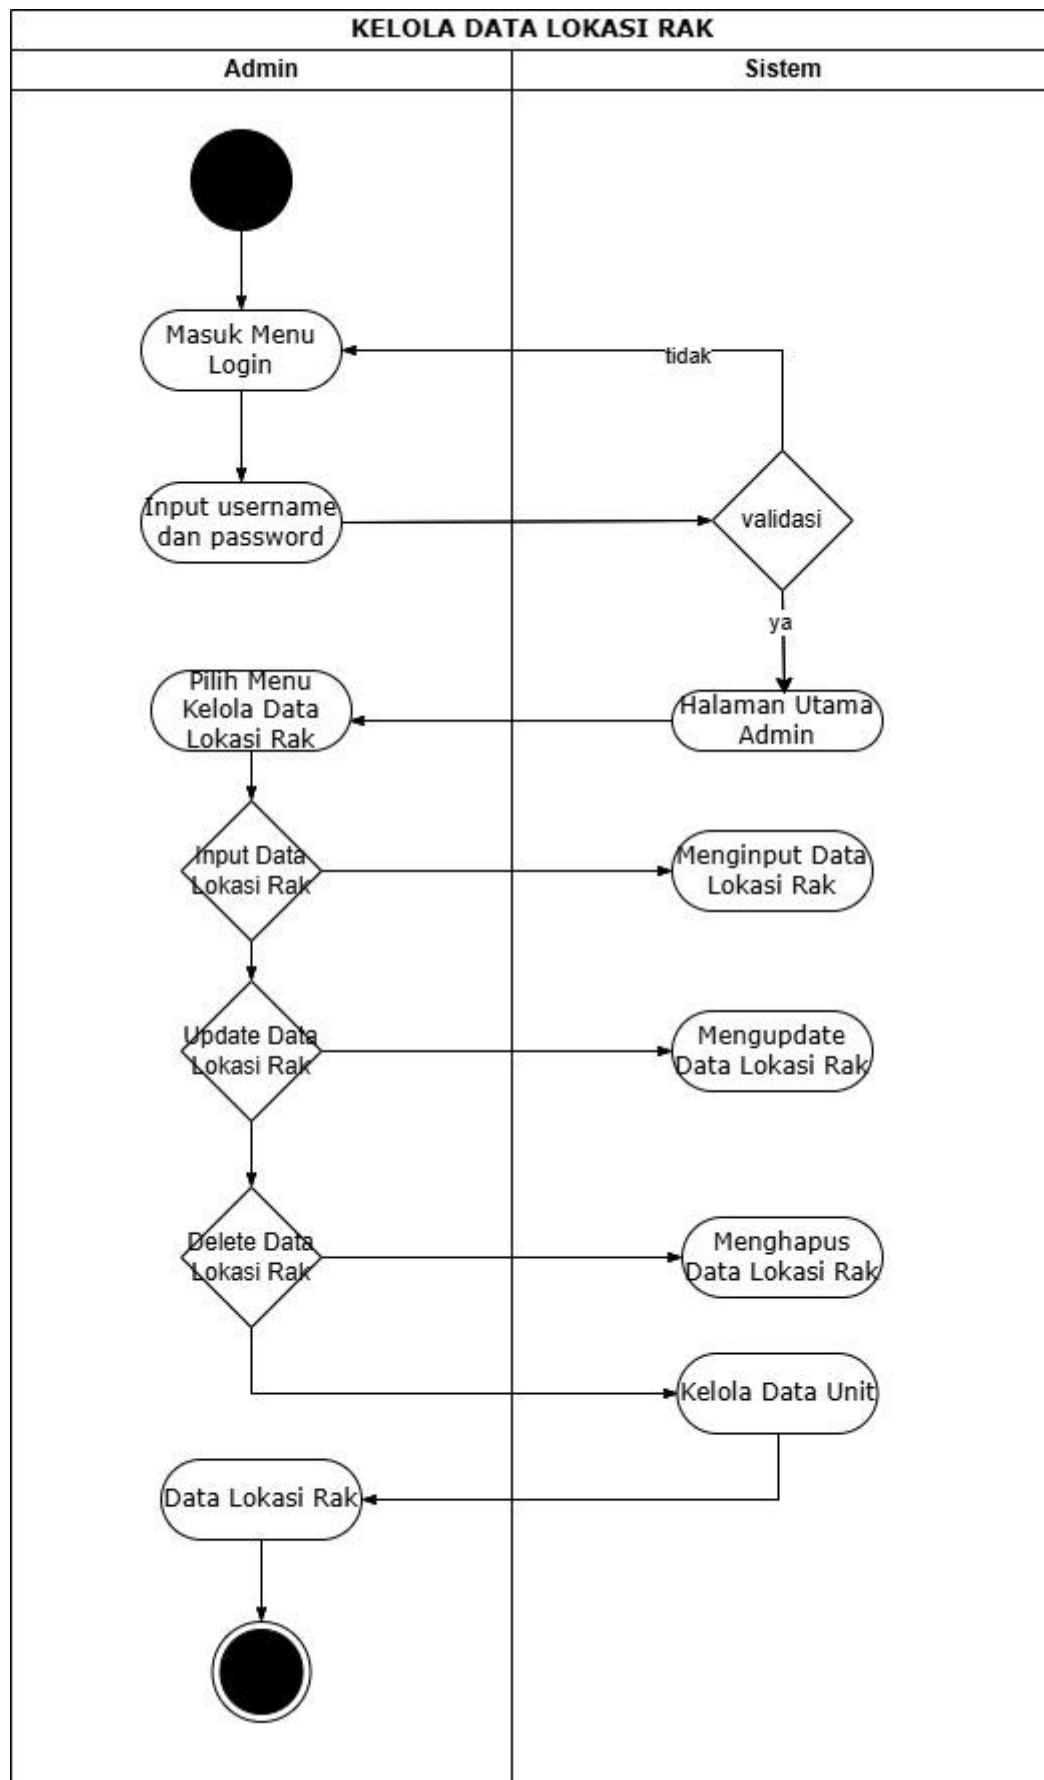 KELOLA DATA LOKASI RAK
Admin
Sistem
Masuk Menu
Login
tidak
Input username
dan password
validasi
ya
Pilih Menu
Kelola Data
Lokasi Rak
Halaman Utama
Admin
Input Data
Lokasi Rak
Menginput Data
Lokasi Rak
Update Data
Lokasi Rak
Mengupdate
Data Lokasi Rak
Delete Data
Lokasi Rak
Menghapus
Data Lokasi Rak
Kelola Data Unit
Data Lokasi Rak